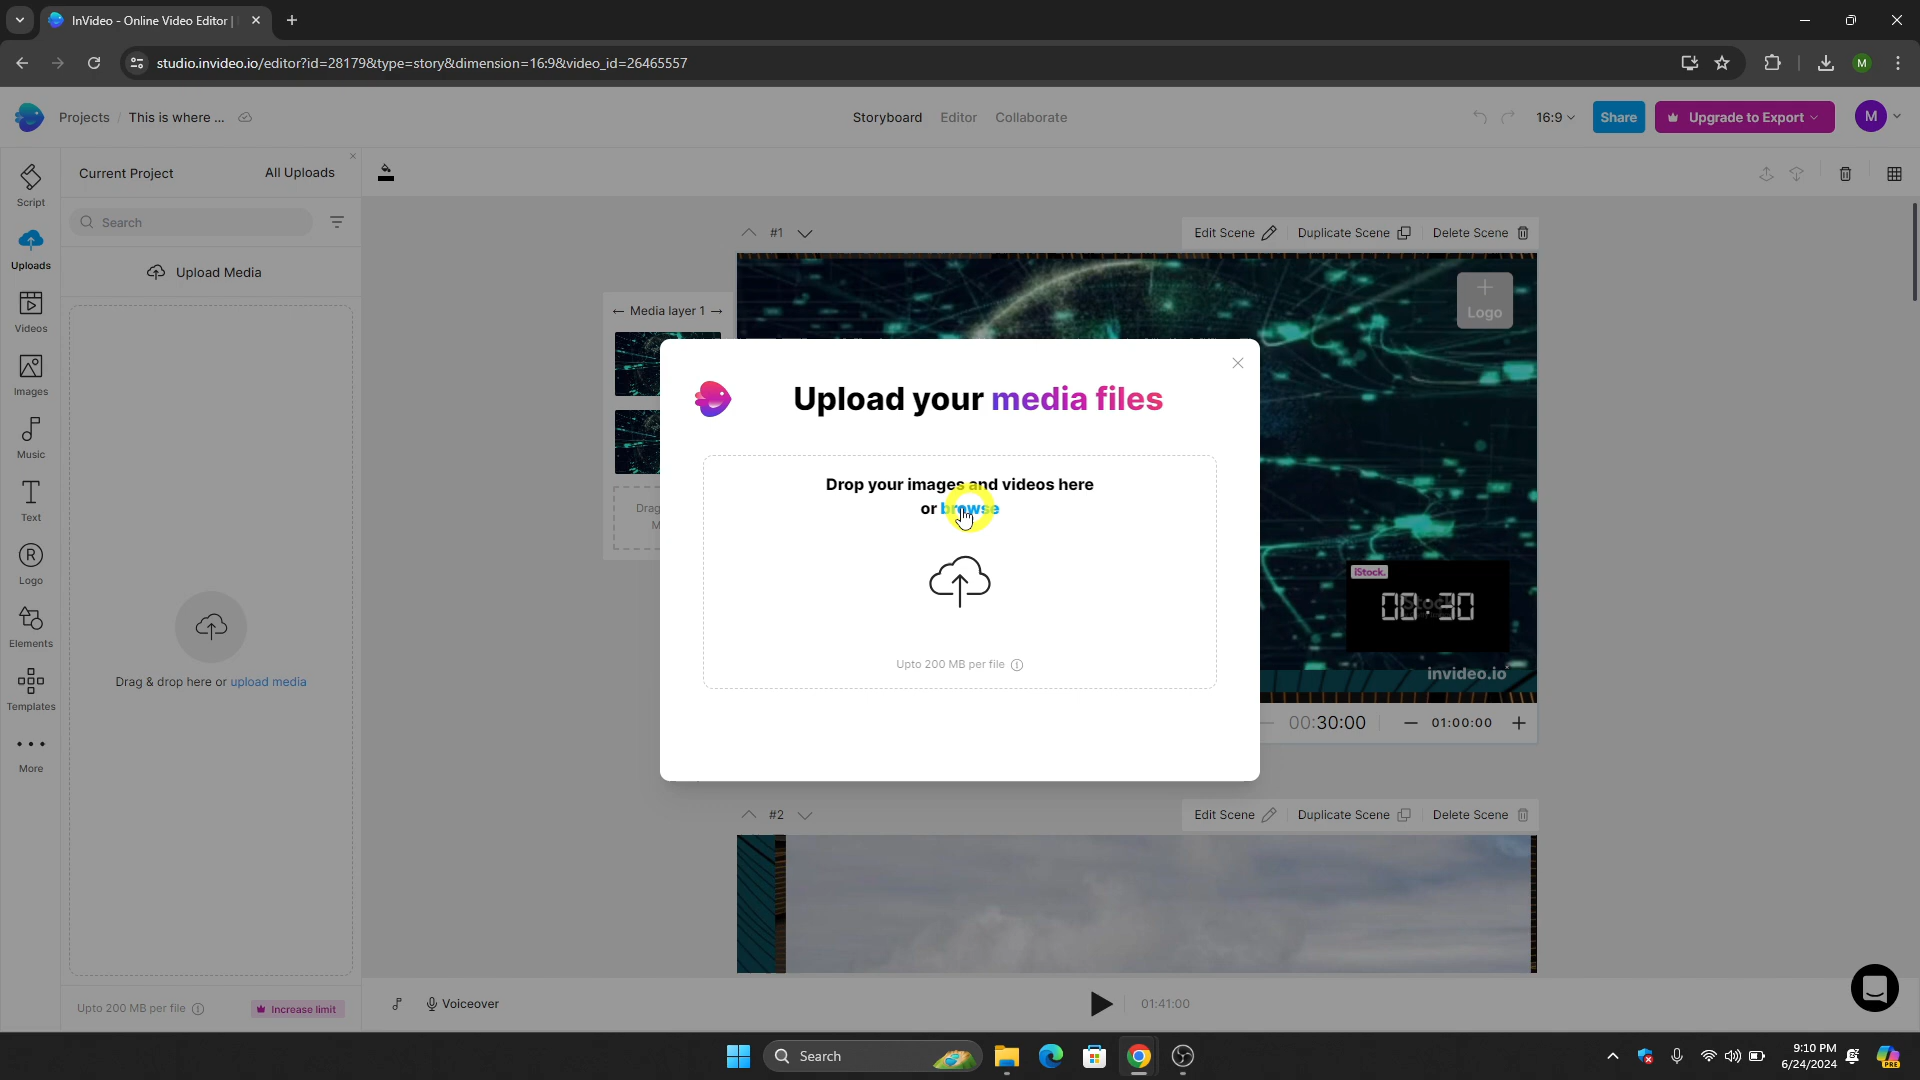 InVideo - Online Video Editor |
studio.invideo.io/editor?id=28179&type=story&dimension=16:9&video_id=26465557
M
Projects / This is where ...
Storyboard Editor Collaborate
16:9
Share
Upgrade to Export
M
Script
Uploads
Videos
Images
Music
Text
Logo
Elements
Templates
More
Current Project All Uploads
Search
Upload Media
Drag & drop here or upload media
Upto 200 MB per file
Increase limit
#1
Edit Scene Duplicate Scene Delete Scene
← Media layer 1 →
Logo
Upload your media files
Drop your images and videos here
or browse
Upto 200 MB per file
iStock.
00:30
invideo.io
00:30:00 01:00:00
#2
Edit Scene Duplicate Scene Delete Scene
Voiceover
01:41:00
Search
9:10 PM
6/24/2024
PRE